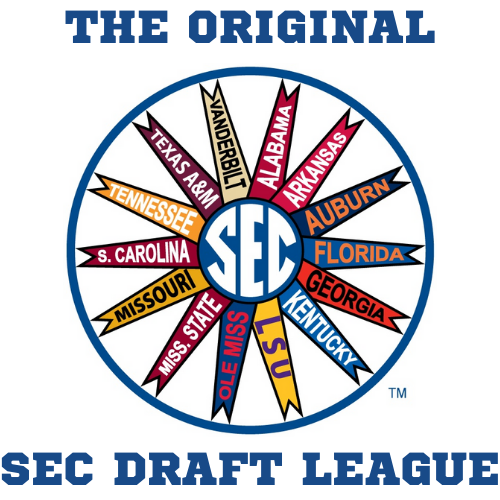 THE ORIGINAL
VANDERBILT
ALABAMA
TEXAS A&M
ARKANSAS
TENNESSEE
AUBURN
S. CAROLINA
SEC
FLORIDA
MISSOURI
GEORGIA
MISS. STATE
KENTUCKY
OLE MISS
LSU
TM
SEC DRAFT LEAGUE